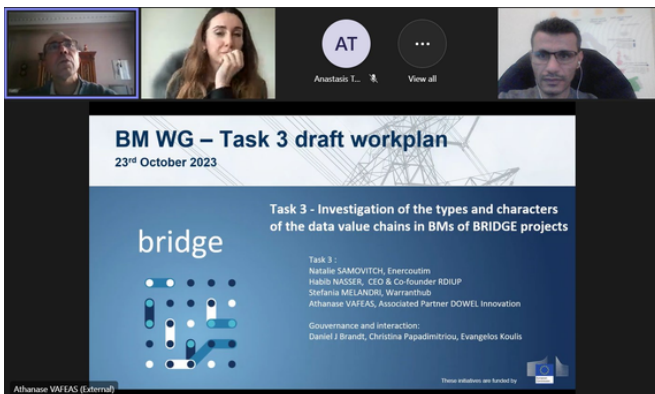 AT
Anastasis T...
View all
BM WG – Task 3 draft workplan
23rd October 2023
Task 3 - Investigation of the types and characters
of the data value chains in BMs of BRIDGE projects
bridge
Task 3 :
Natalie SAMOVITCH, Enercoutim
Habib NASSER, CEO & Co-founder RDIUP
Stefania MELANDRI, Warranthub
Athanase VAFEAS, Associated Partner DOWEL Innovation
Gouvernance and interaction:
Daniel J Brandt, Christina Papadimitriou, Evangelos Koulis
These initiatives are funded by
Athanase VAFEAS (External)